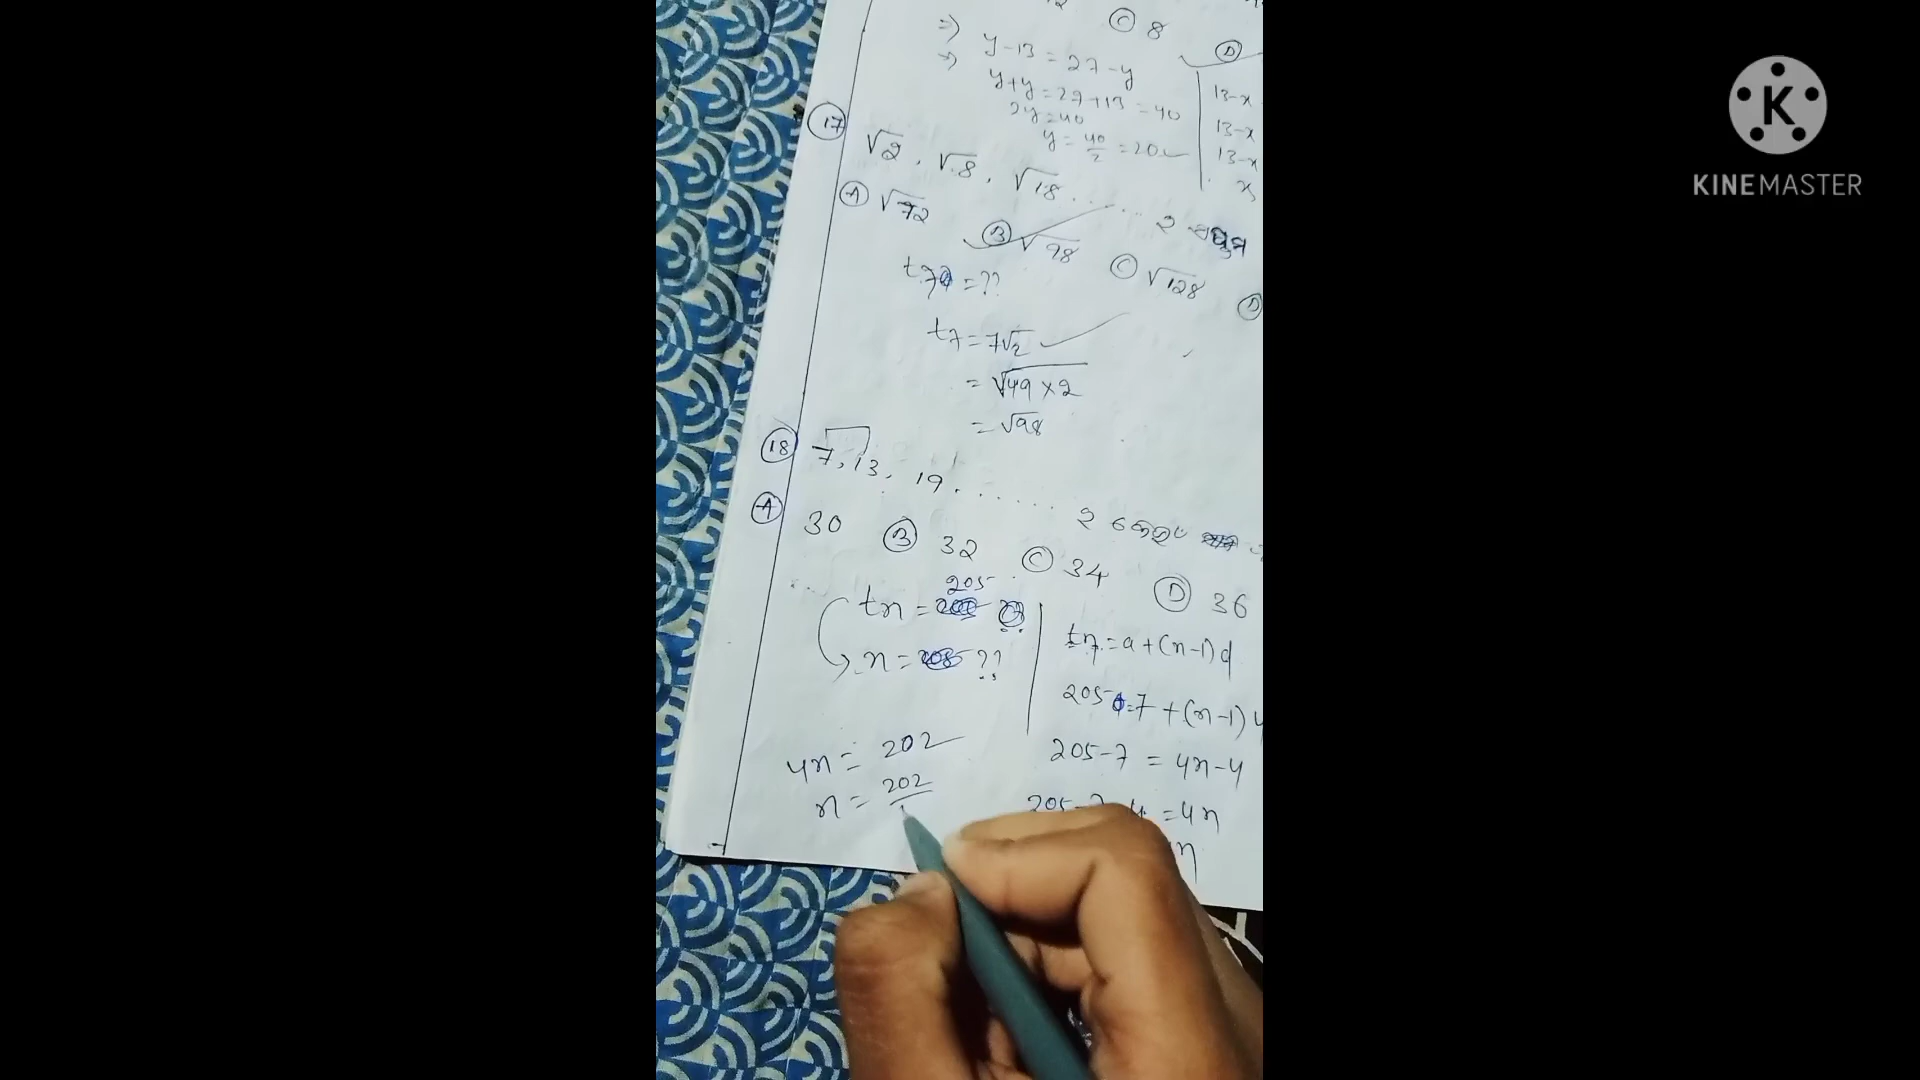 Ⓒ 8
Ⓓ
⇒ y-13 = 27-y
⇒ y+y = 27+13 = 40
2y = 40
y = 40/2 = 20
13-x
13-x
13-x
x
⑰ √2, √8, √18 ......
Ⓐ √72 Ⓑ √98 Ⓒ √128 Ⓓ
= ??
t7 = 7√2
= √49×2
= √98
⑱ 7, 13, 19 ......
Ⓐ 30 Ⓑ 32 Ⓒ 34 Ⓓ 36
tn = 205
n = ??
tn = a+(n-1)d
205 = 7+(n-1)4
205-7 = 4n-4
= 4n
n
4n = 202
n = 202/
KINEMASTER